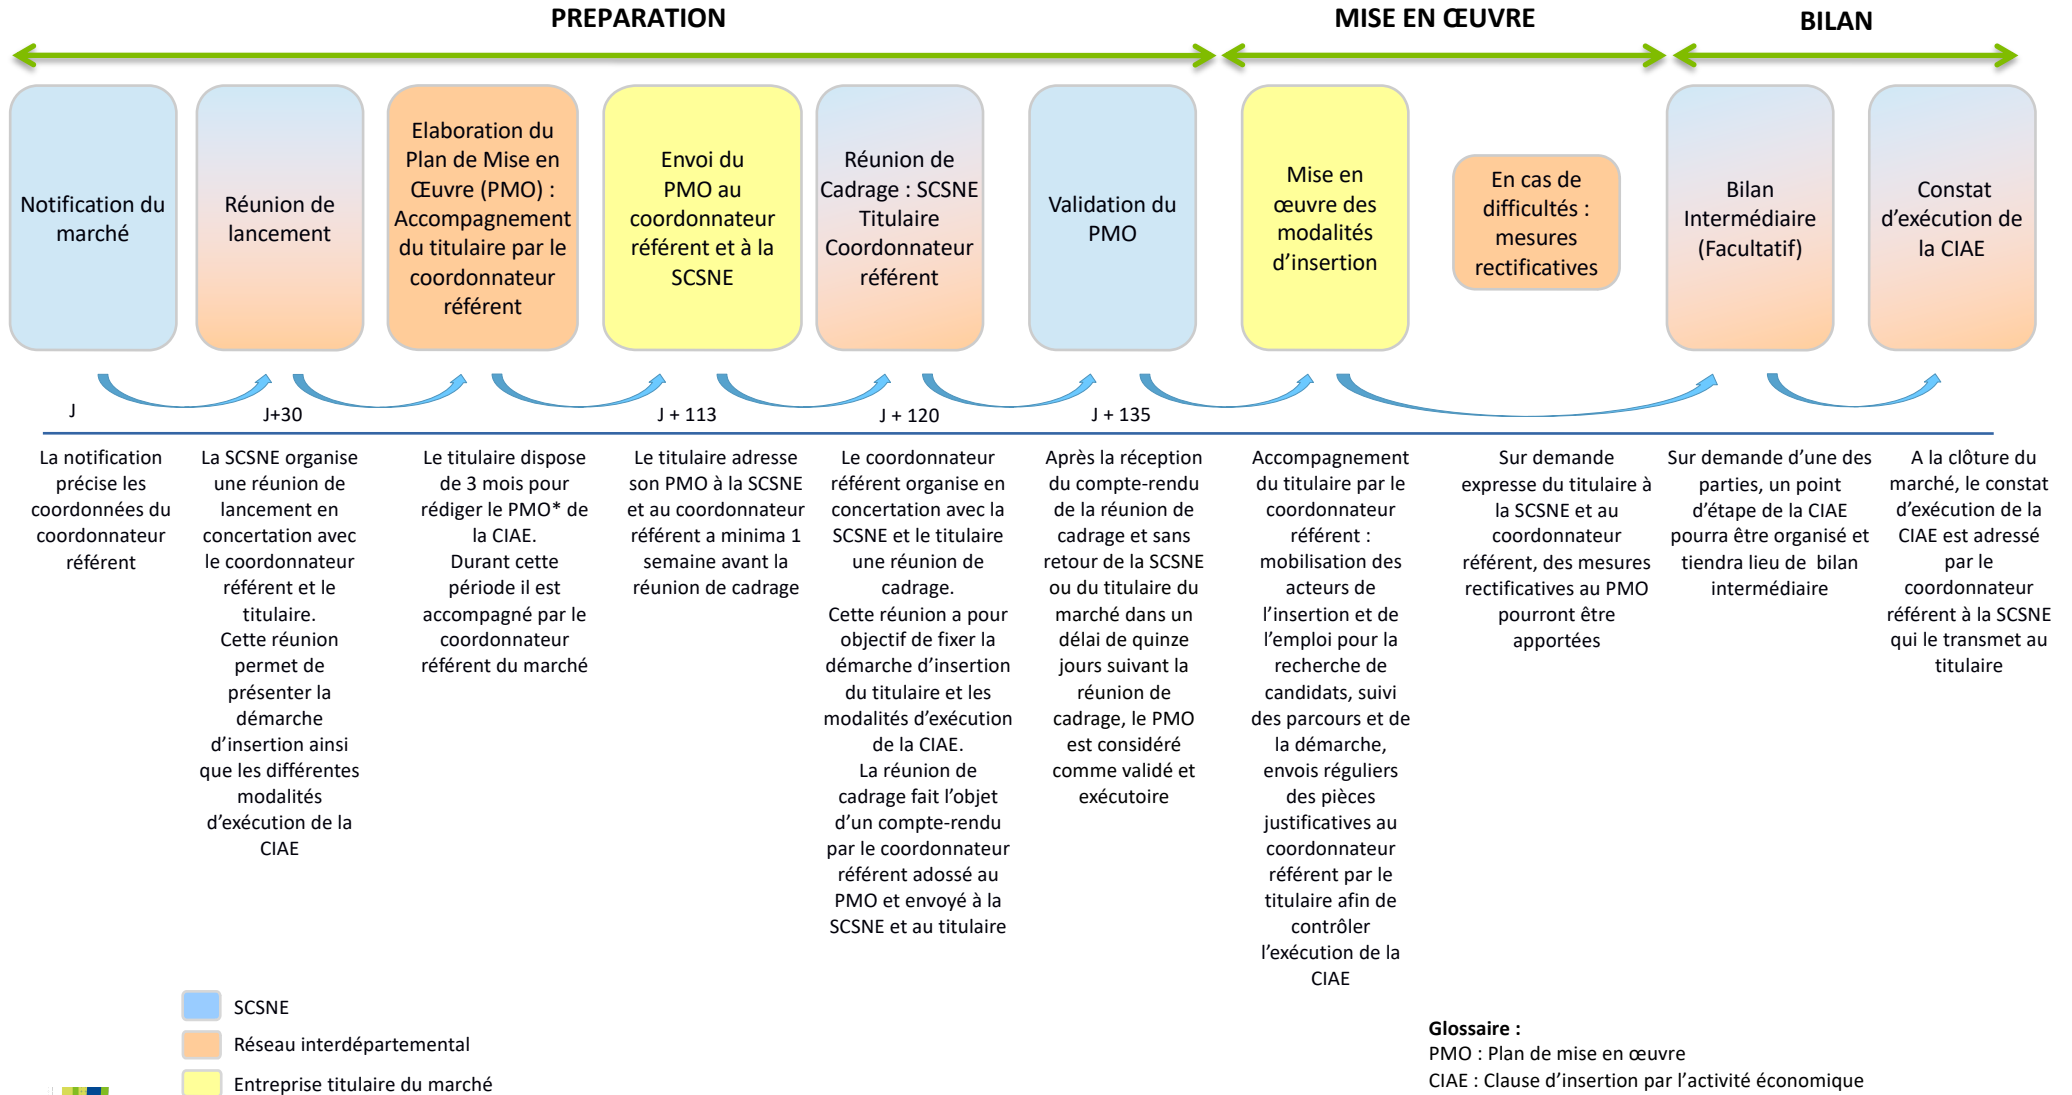 PREPARATION
MISE EN ŒUVRE
BILAN
Notification du
marché
Réunion de
lancement
Elaboration du
Plan de Mise en
Œuvre (PMO) :
Accompagnement
du titulaire par le
coordonnateur
référent
Envoi du
PMO au
coordonnateur
référent et à la
SCSNE
Réunion de
Cadrage : SCSNE
Titulaire
Coordonnateur
référent
Validation du
PMO
Mise en
œuvre des
modalités
d’insertion
En cas de
difficultés :
mesures
rectificatives
Bilan
Intermédiaire
(Facultatif)
Constat
d’exécution de
la CIAE
J
J+30
J + 113
J + 120
J + 135
La notification
précise les
coordonnées du
coordonnateur
référent
La SCSNE organise
une réunion de
lancement en
concertation avec
le coordonnateur
référent et le
titulaire.
Cette réunion
permet de
présenter la
démarche
d’insertion ainsi
que les différentes
modalités
d’exécution de la
CIAE
Le titulaire dispose
de 3 mois pour
rédiger le PMO* de
la CIAE.
Durant cette
période il est
accompagné par le
coordonnateur
référent du marché
Le titulaire adresse
son PMO à la SCSNE
et au coordonnateur
référent a minima 1
semaine avant la
réunion de cadrage
Le coordonnateur
référent organise en
concertation avec la
SCSNE et le titulaire
une réunion de
cadrage.
Cette réunion a pour
objectif de fixer la
démarche d’insertion
du titulaire et les
modalités d’exécution
de la CIAE.
La réunion de
cadrage fait l’objet
d’un compte-rendu
par le coordonnateur
référent adossé au
PMO et envoyé à la
SCSNE et au titulaire
Après la réception
du compte-rendu
de la réunion de
cadrage et sans
retour de la SCSNE
ou du titulaire du
marché dans un
délai de quinze
jours suivant la
réunion de
cadrage, le PMO
est considéré
comme validé et
exécutoire
Accompagnement
du titulaire par le
coordonnateur
référent :
mobilisation des
acteurs de
l’insertion et de
l’emploi pour la
recherche de
candidats, suivi
des parcours et de
la démarche,
envois réguliers
des pièces
justificatives au
coordonnateur
référent par le
titulaire afin de
contrôler
l’exécution de la
CIAE
Sur demande
expresse du titulaire à
la SCSNE et au
coordonnateur
référent, des mesures
rectificatives au PMO
pourront être
apportées
Sur demande d’une des
parties, un point
d’étape de la CIAE
pourra être organisé et
tiendra lieu de bilan
intermédiaire
A la clôture du
marché, le constat
d’exécution de la
CIAE est adressé
par le
coordonnateur
référent à la SCSNE
qui le transmet au
titulaire
SCSNE
Réseau interdépartemental
Entreprise titulaire du marché
Glossaire :
PMO : Plan de mise en œuvre
CIAE : Clause d’insertion par l’activité économique